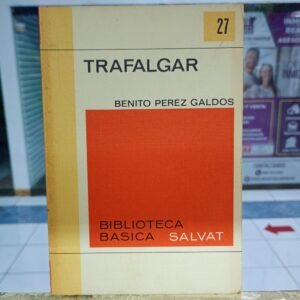 27
TRAFALGAR
BENITO PEREZ GALDOS
BIBLIOTECA
BASICA SALVAT